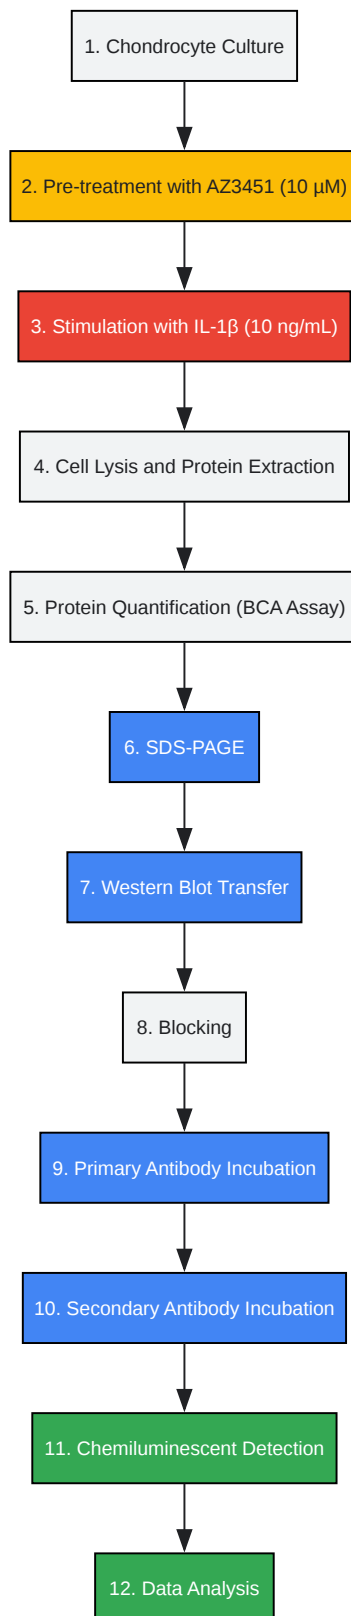 1. Chondrocyte Culture
2. Pre-treatment with AZ3451 (10 µM)
3. Stimulation with IL-1β (10 ng/mL)
4. Cell Lysis and Protein Extraction
5. Protein Quantification (BCA Assay)
6. SDS-PAGE
7. Western Blot Transfer
8. Blocking
9. Primary Antibody Incubation
10. Secondary Antibody Incubation
11. Chemiluminescent Detection
12. Data Analysis